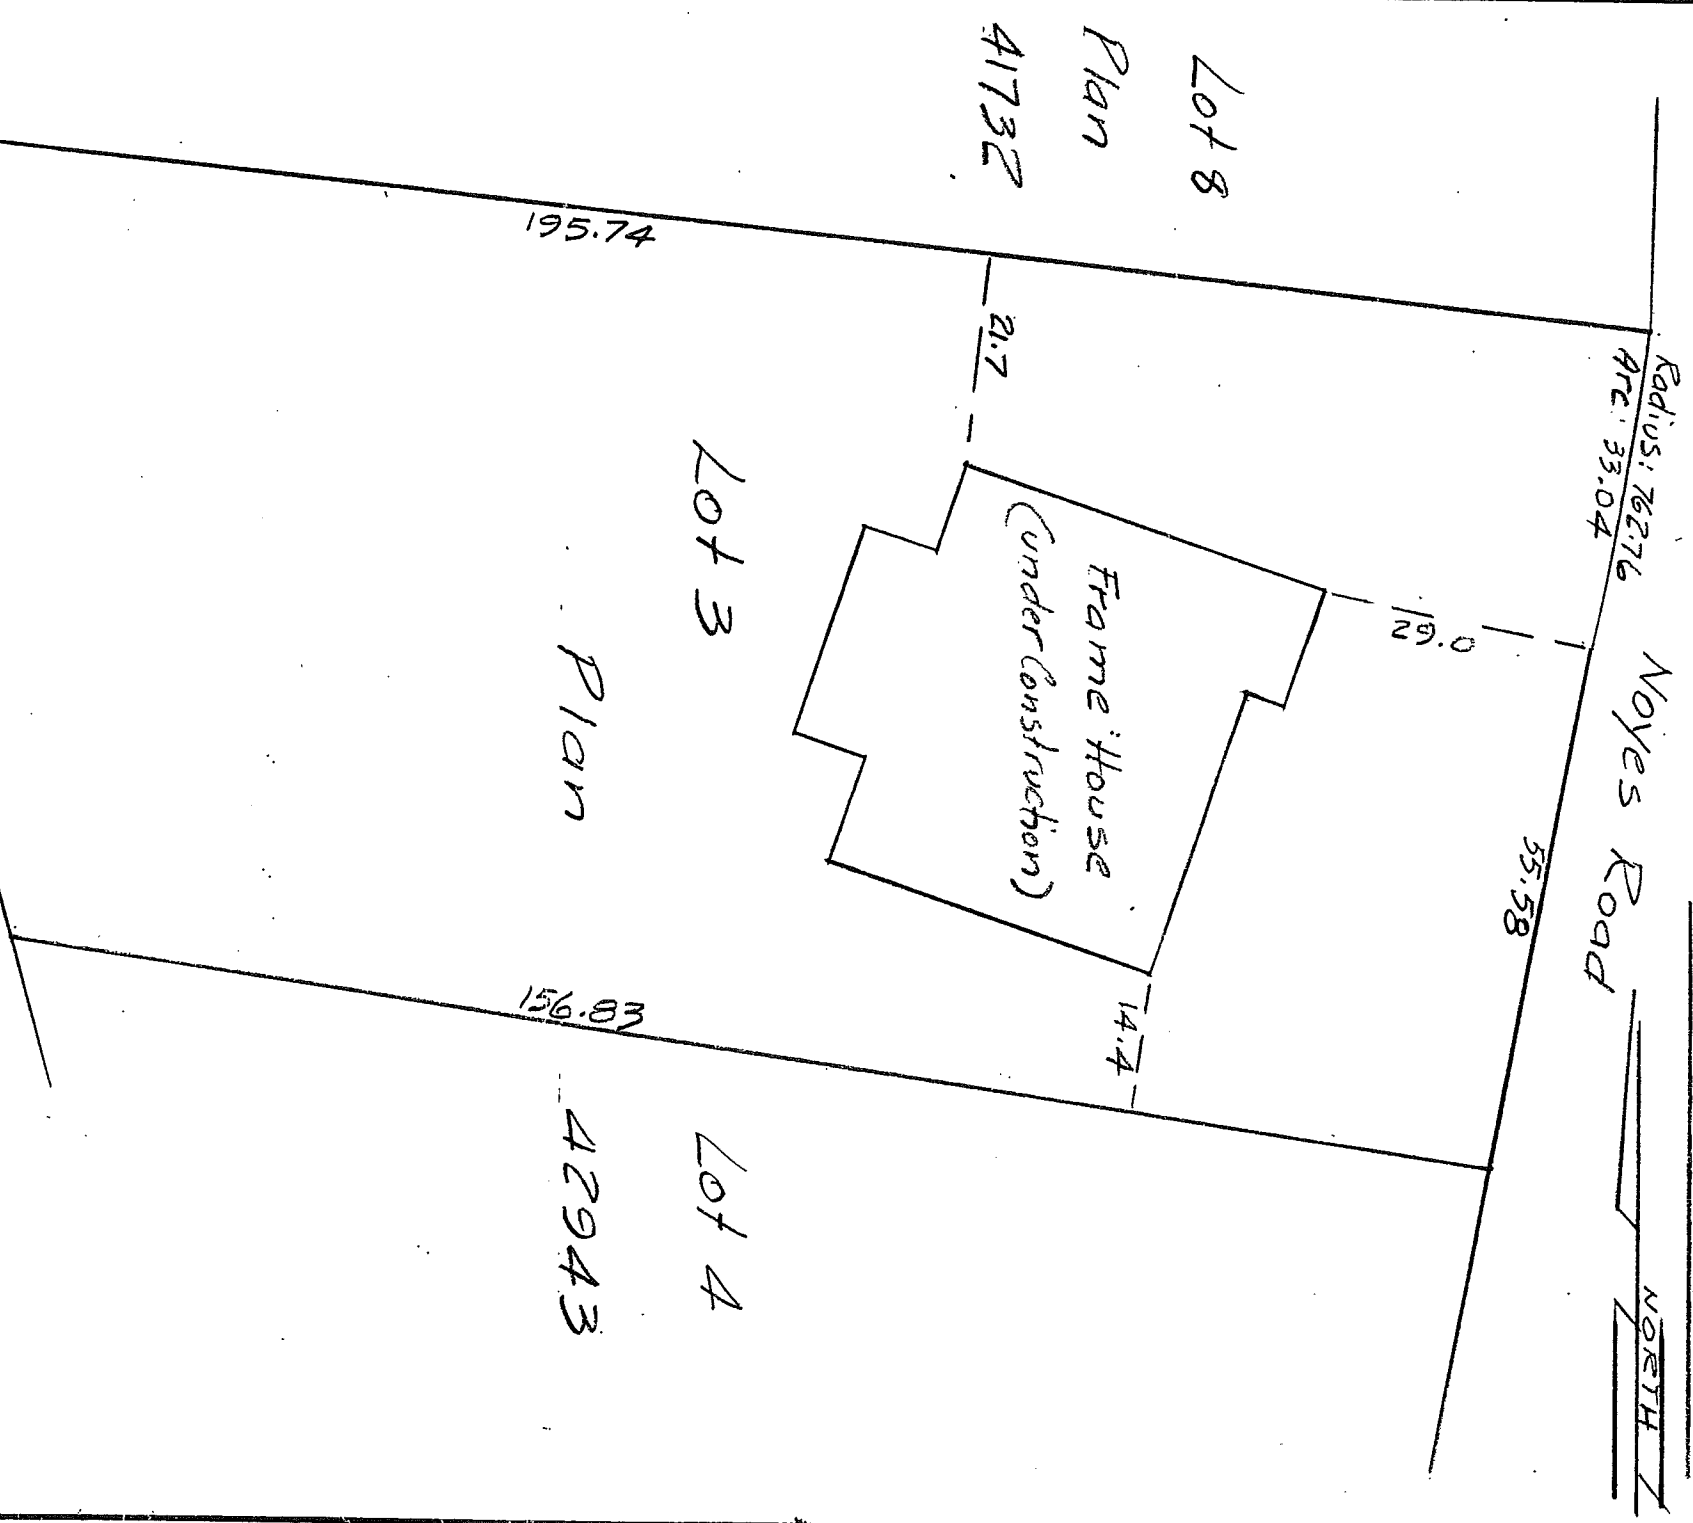 Lot 8
Plan
41732
195.74
21.7
Radius: 762.76
Arc: 33.04
Noyes Road
29.0
55.58
Frame House
(under Construction)
Lot 3
Plan
14.4
156.83
Lot 4
42943
NORTH